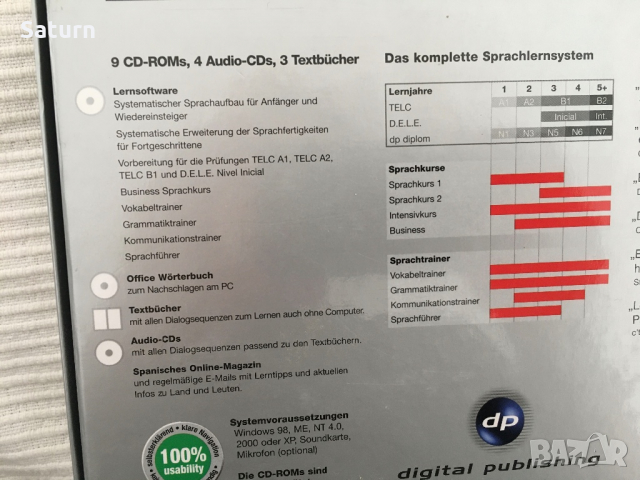 Saturn
9 CD-ROMs, 4 Audio-CDs, 3 Textbücher
Lernsoftware
Systematischer Sprachaufbau für Anfänger und
Wiedereinsteiger
Systematische Erweiterung der Sprachfertigkeiten
für Fortgeschrittene
Vorbereitung für die Prüfungen TELC A1, TELC A2,
TELC B1 und D.E.L.E. Nivel Inicial
Business Sprachkurs
Vokabeltrainer
Grammatiktrainer
Kommunikationstrainer
Sprachführer
Office Wörterbuch
zum Nachschlagen am PC
Textbücher
mit allen Dialogsequenzen zum Lernen auch ohne Computer.
Audio-CDs
mit allen Dialogsequenzen passend zu den Textbüchern.
Spanisches Online-Magazin
und regelmäßige E-Mails mit Lerntipps und aktuellen
Infos zu Land und Leuten.
selbsterklärend • klare Navigation
100%
usability
Systemvoraussetzungen
Windows 98, ME, NT 4.0,
2000 oder XP, Soundkarte,
Mikrofon (optional)
Die CD-ROMs sind
Das komplette Sprachlernsystem
Lernjahre 1 2 3 4 5+
TELC A1 A2 B1 B2
D.E.L.E. Inicial Int.
dp diplom N1 N3 N5 N6 N7
Sprachkurse
Sprachkurs 1
Sprachkurs 2
Intensivkurs
Business
Sprachtrainer
Vokabeltrainer
Grammatiktrainer
Kommunikationstrainer
Sprachführer
dp
digital publishing
BAZAR